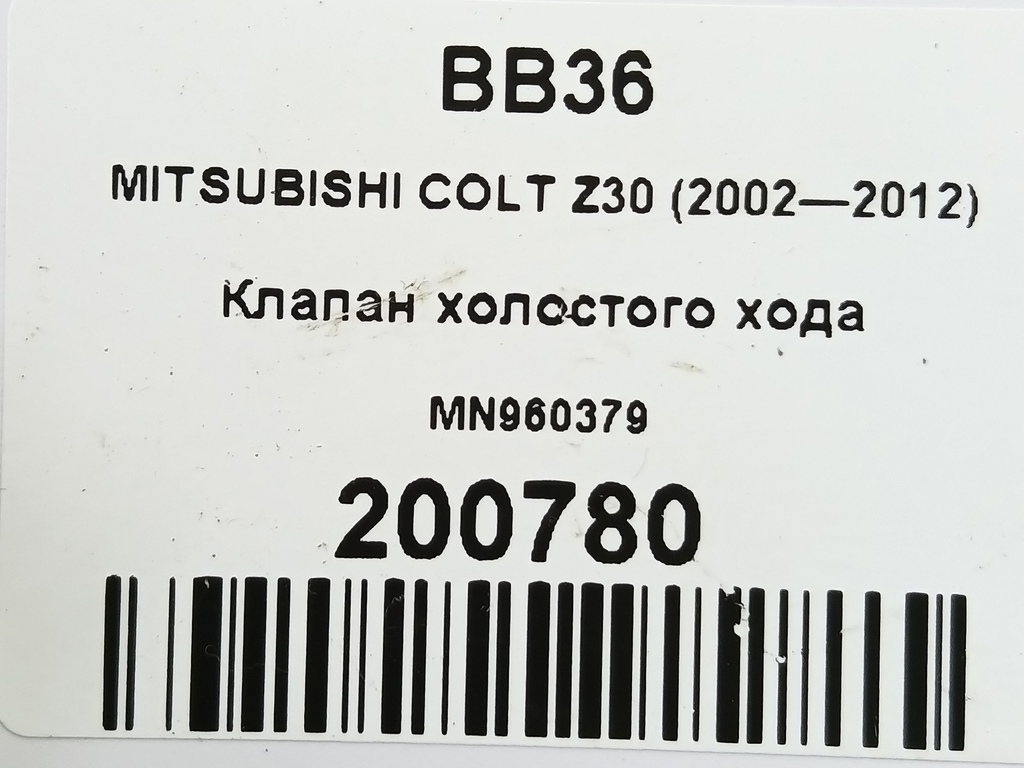 BB36
MITSUBISHI COLT Z30 (2002—2012)
Клапан холостого хода
MN960379
200780